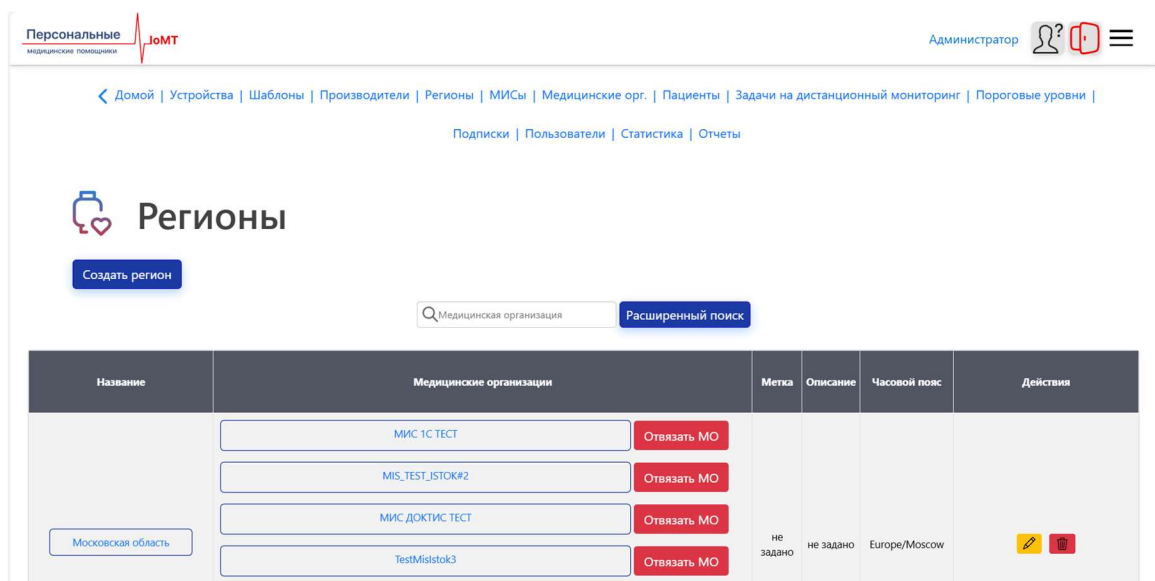 Персональные
медицинские помощники
IoMT
Администратор
?
Домой | Устройства | Шаблоны | Производители | Регионы | МИСы | Медицинские орг. | Пациенты | Задачи на дистанционный мониторинг | Пороговые уровни |
Подписки | Пользователи | Статистика | Отчеты
Регионы
Создать регион
Медицинская организация
Расширенный поиск
Название Медицинские организации Метка Описание Часовой пояс Действия
МИС 1С ТЕСТ Отвязать МО
MIS_TEST_ISTOK#2 Отвязать МО
МИС ДОКТИС ТЕСТ Отвязать МО
Московская область не задано не задано Europe/Moscow
TestMisIstok3 Отвязать МО